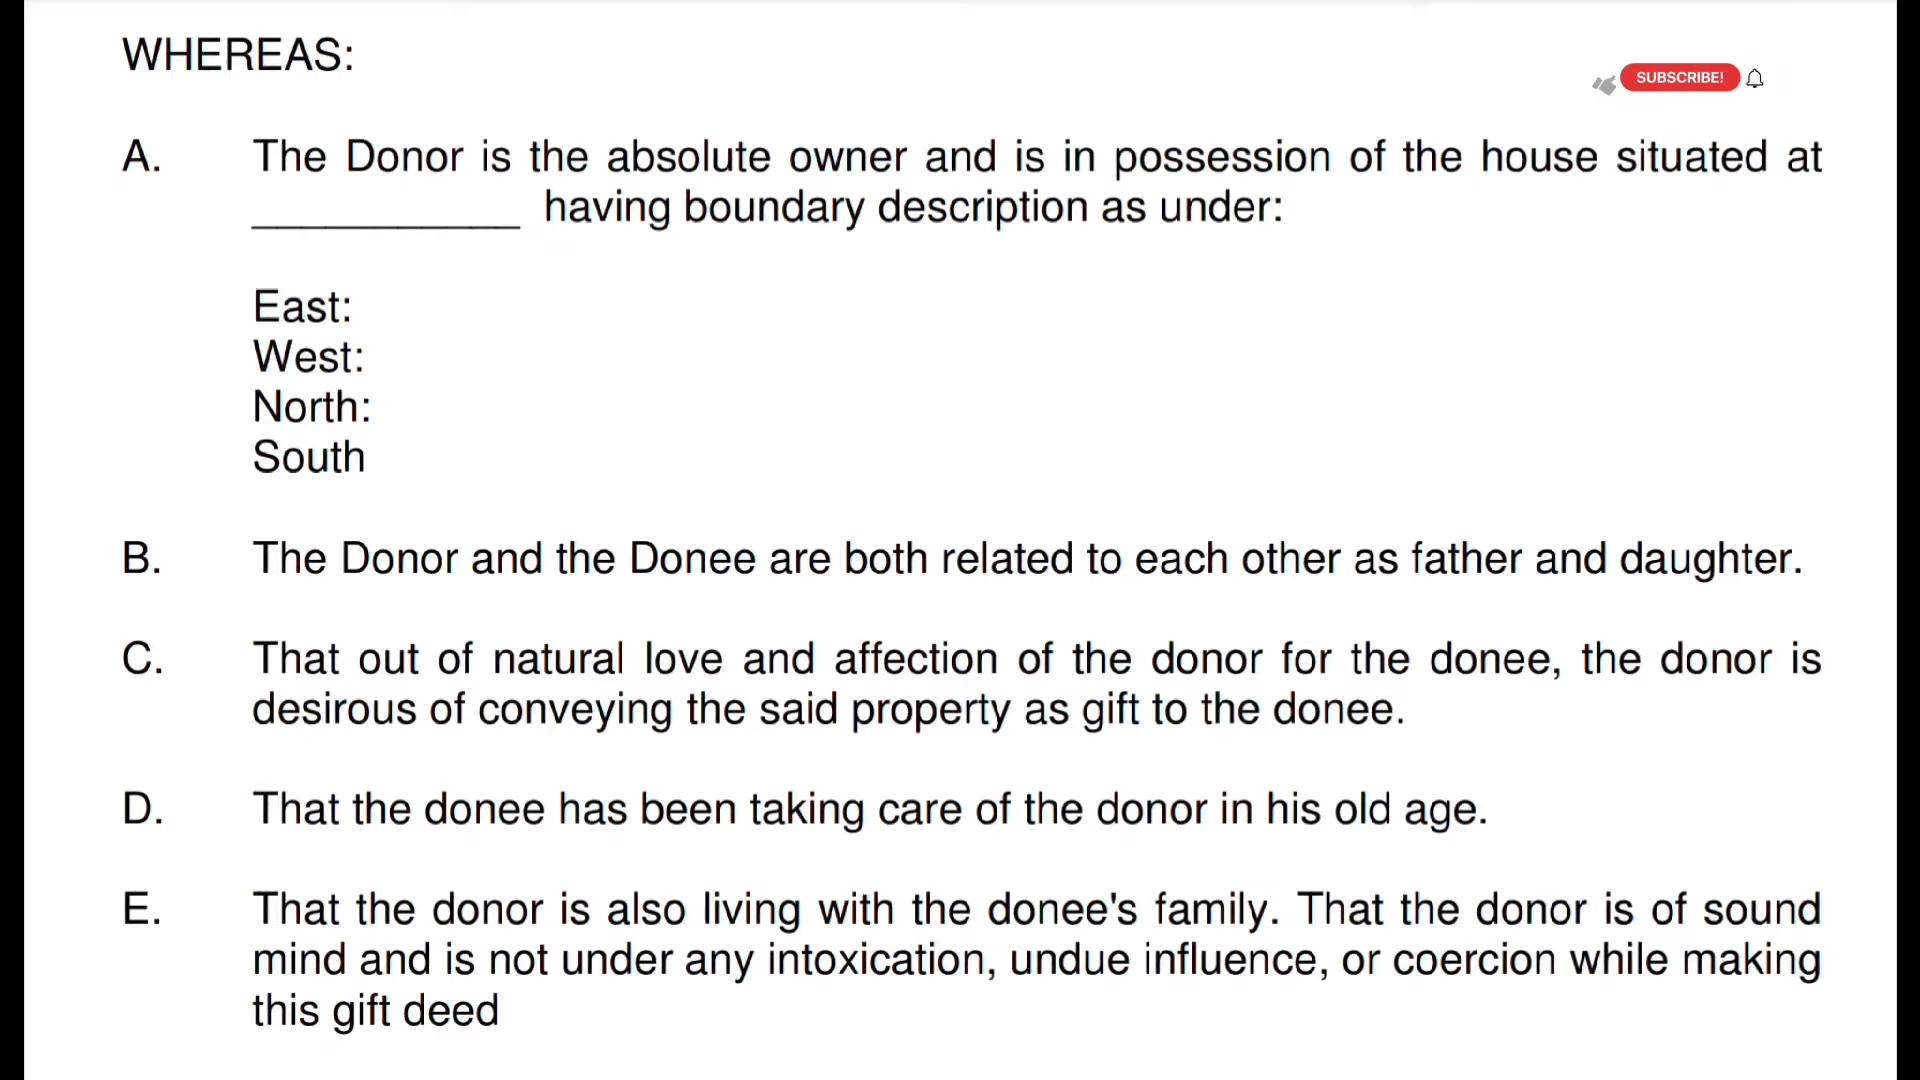 WHEREAS:
SUBSCRIBE!
A. The Donor is the absolute owner and is in possession of the house situated at
___________ having boundary description as under:
East:
West:
North:
South
B. The Donor and the Donee are both related to each other as father and daughter.
C. That out of natural love and affection of the donor for the donee, the donor is
desirous of conveying the said property as gift to the donee.
D. That the donee has been taking care of the donor in his old age.
E. That the donor is also living with the donee's family. That the donor is of sound
mind and is not under any intoxication, undue influence, or coercion while making
this gift deed